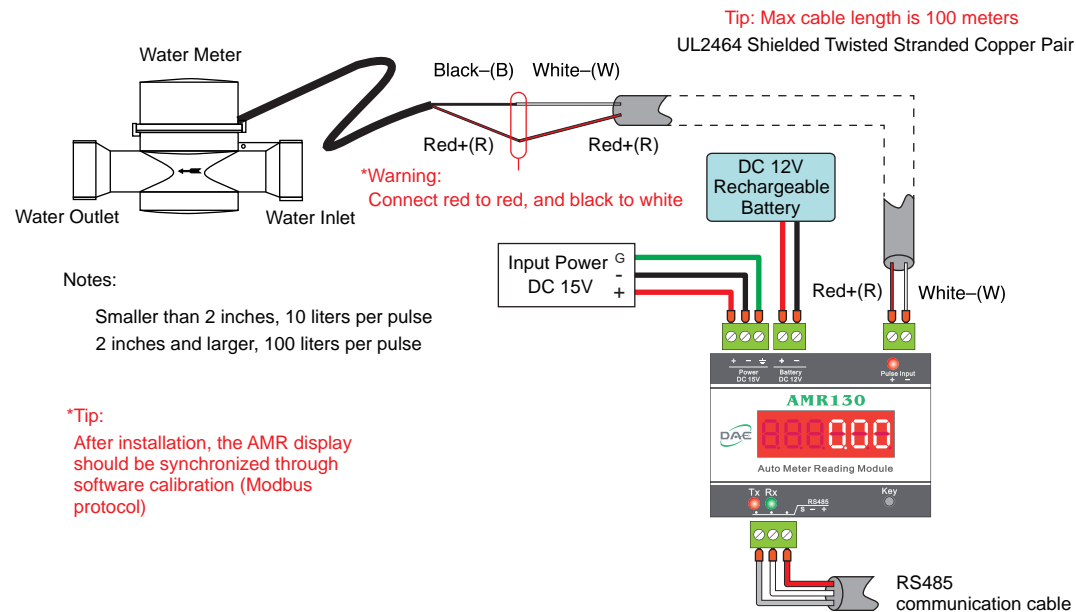 Tip: Max cable length is 100 meters
UL2464 Shielded Twisted Stranded Copper Pair
Water Meter
Black–(B) White–(W)
Red+(R) Red+(R)
*Warning:
Connect red to red, and black to white
Water Outlet
Water Inlet
DC 12V
Rechargeable
Battery
Input Power G
-
DC 15V +
Notes:
Smaller than 2 inches, 10 liters per pulse
2 inches and larger, 100 liters per pulse
Red+(R) White–(W)
+ − + −
Power Battery Pulse Input
DC 15V DC 12V + −
AMR130
DAE
0.00
Auto Meter Reading Module
Tx Rx Key
RS485
S − +
*Tip:
After installation, the AMR display
should be synchronized through
software calibration (Modbus
protocol)
RS485
communication cable